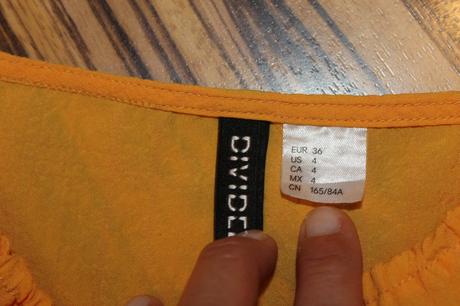 DIVIDE
EUR 36
US 4
CA 4
MX 4
CN 165/84A